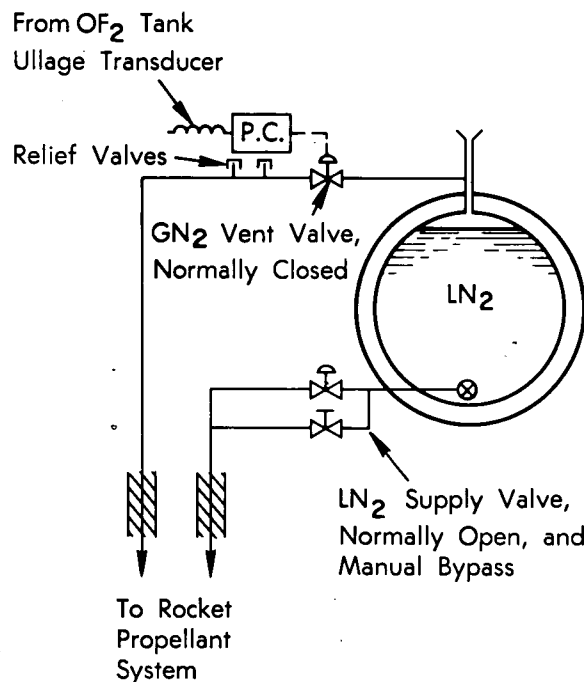 From OF2 Tank
Ullage Transducer
P.C.
Relief Valves
GN2 Vent Valve,
Normally Closed
LN2
LN2 Supply Valve,
Normally Open, and
Manual Bypass
To Rocket
Propellant
System